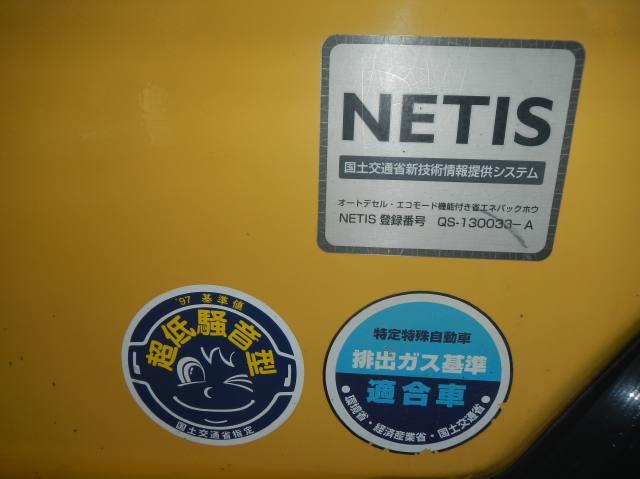 NETIS
国土交通省新技術情報提供システム
オートデセル・エコモード機能付き省エネバックホウ
NETIS 登録番号 QS-130033-A
'97 基準値
超低騒音型
国土交通省指定
特定特殊自動車
排出ガス基準
適合車
・環境省・経済産業省・国土交通省・